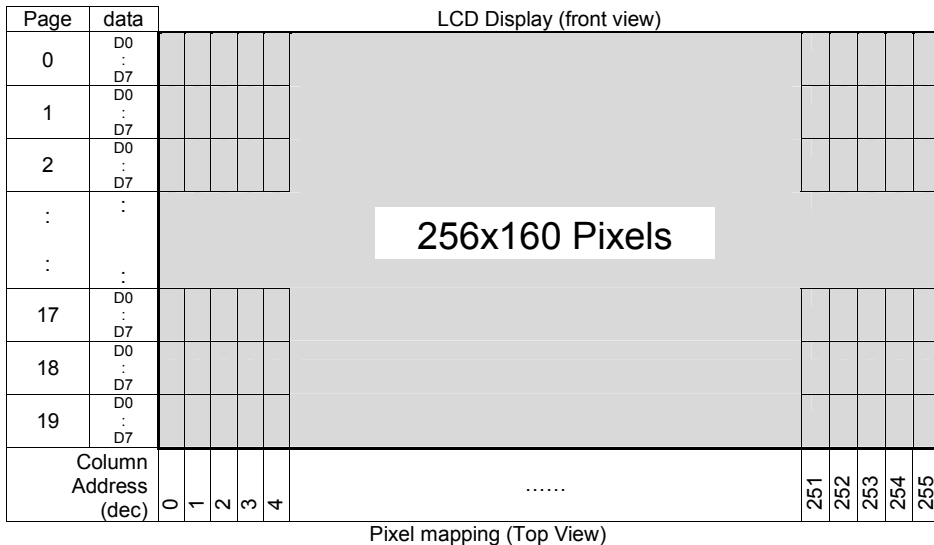 Page data LCD Display (front view)
0 D0
:
D7
1 D0
:
D7
2 D0
:
D7
: :
256x160 Pixels
: :
17 D0
:
D7
18 D0
:
D7
19 D0
:
D7
Column
Address
(dec) 0 1 2 3 4 ...... 251 252 253 254 255
Pixel mapping (Top View)